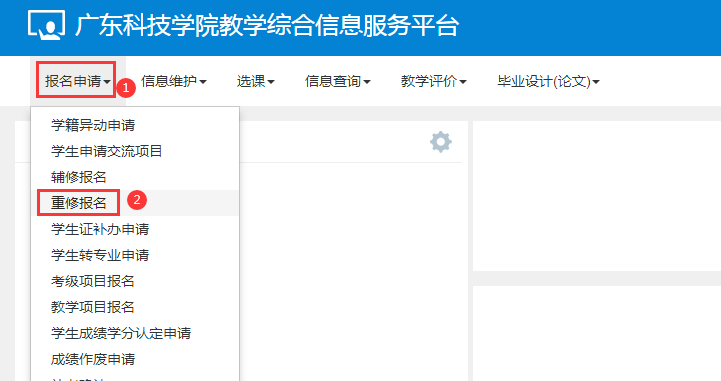 广东科技学院教学综合信息服务平台
报名申请 1 信息维护 选课 信息查询 教学评价 毕业设计(论文)
学籍异动申请
学生申请交流项目
辅修报名
重修报名 2
学生证补办申请
学生转专业申请
考级项目报名
教学项目报名
学生成绩学分认定申请
成绩作废申请